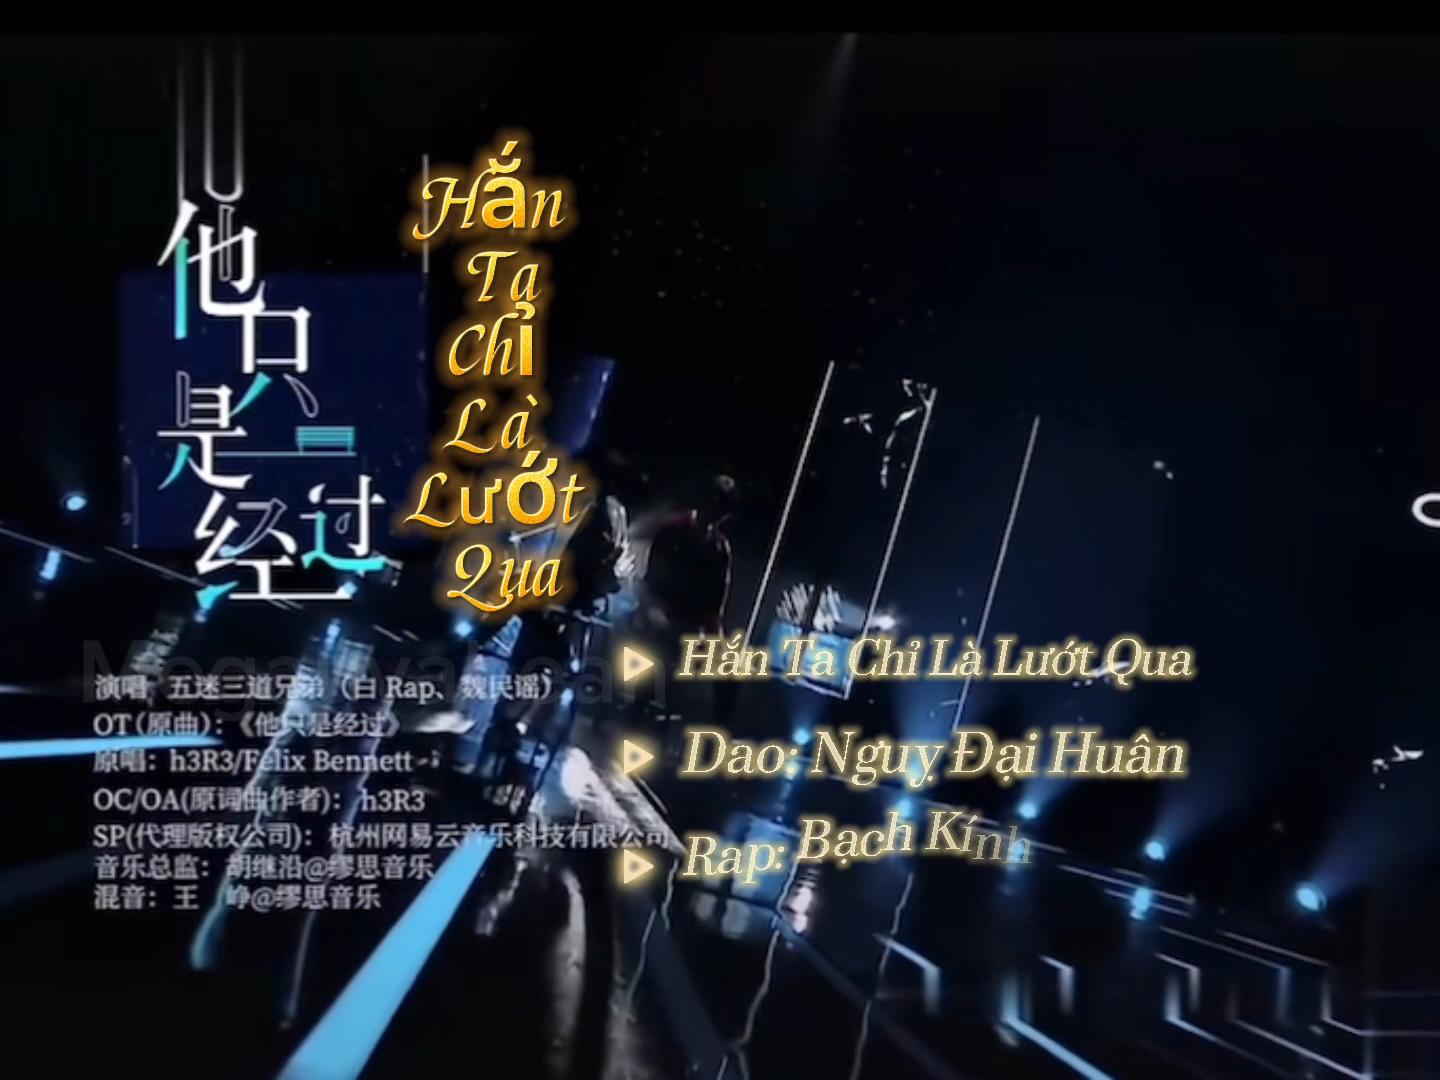 他只是经过
Hắn
Ta
Chỉ
Là
Lướt
Qua
演唱：五迷三道兄弟（白 Rap、魏民谣）
OT（原曲）：《他只是经过》
原唱：h3R3/Felix Bennett
OC/OA(原词曲作者)： h3R3
SP(代理版权公司)：杭州网易云音乐科技有限公司
音乐总监：胡继沿@缪思音乐
混音：王 峥@缪思音乐
Hắn Ta Chỉ Là Lướt Qua
Dao: Nguỵ Đại Huân
Rap: Bạch Kính